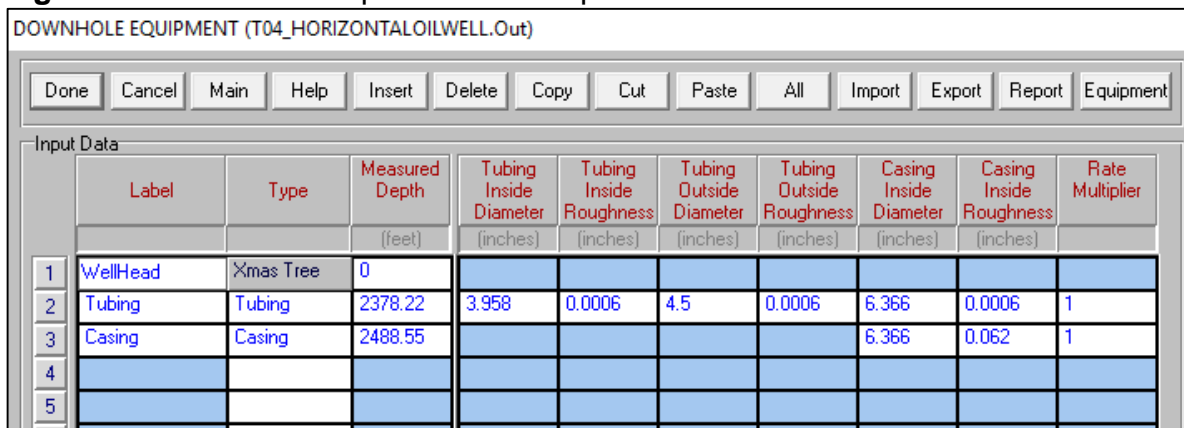 DOWNHOLE EQUIPMENT (T04_HORIZONTALOILWELL.Out)
Done Cancel Main Help Insert Delete Copy Cut Paste All Import Export Report Equipment
Input Data
Label Type Measured Depth Tubing Inside Diameter Tubing Inside Roughness Tubing Outside Diameter Tubing Outside Roughness Casing Inside Diameter Casing Inside Roughness Rate Multiplier
(feet) (inches) (inches) (inches) (inches) (inches) (inches)
1 WellHead Xmas Tree 0
2 Tubing Tubing 2378.22 3.958 0.0006 4.5 0.0006 6.366 0.0006 1
3 Casing Casing 2488.55 6.366 0.062 1
4
5